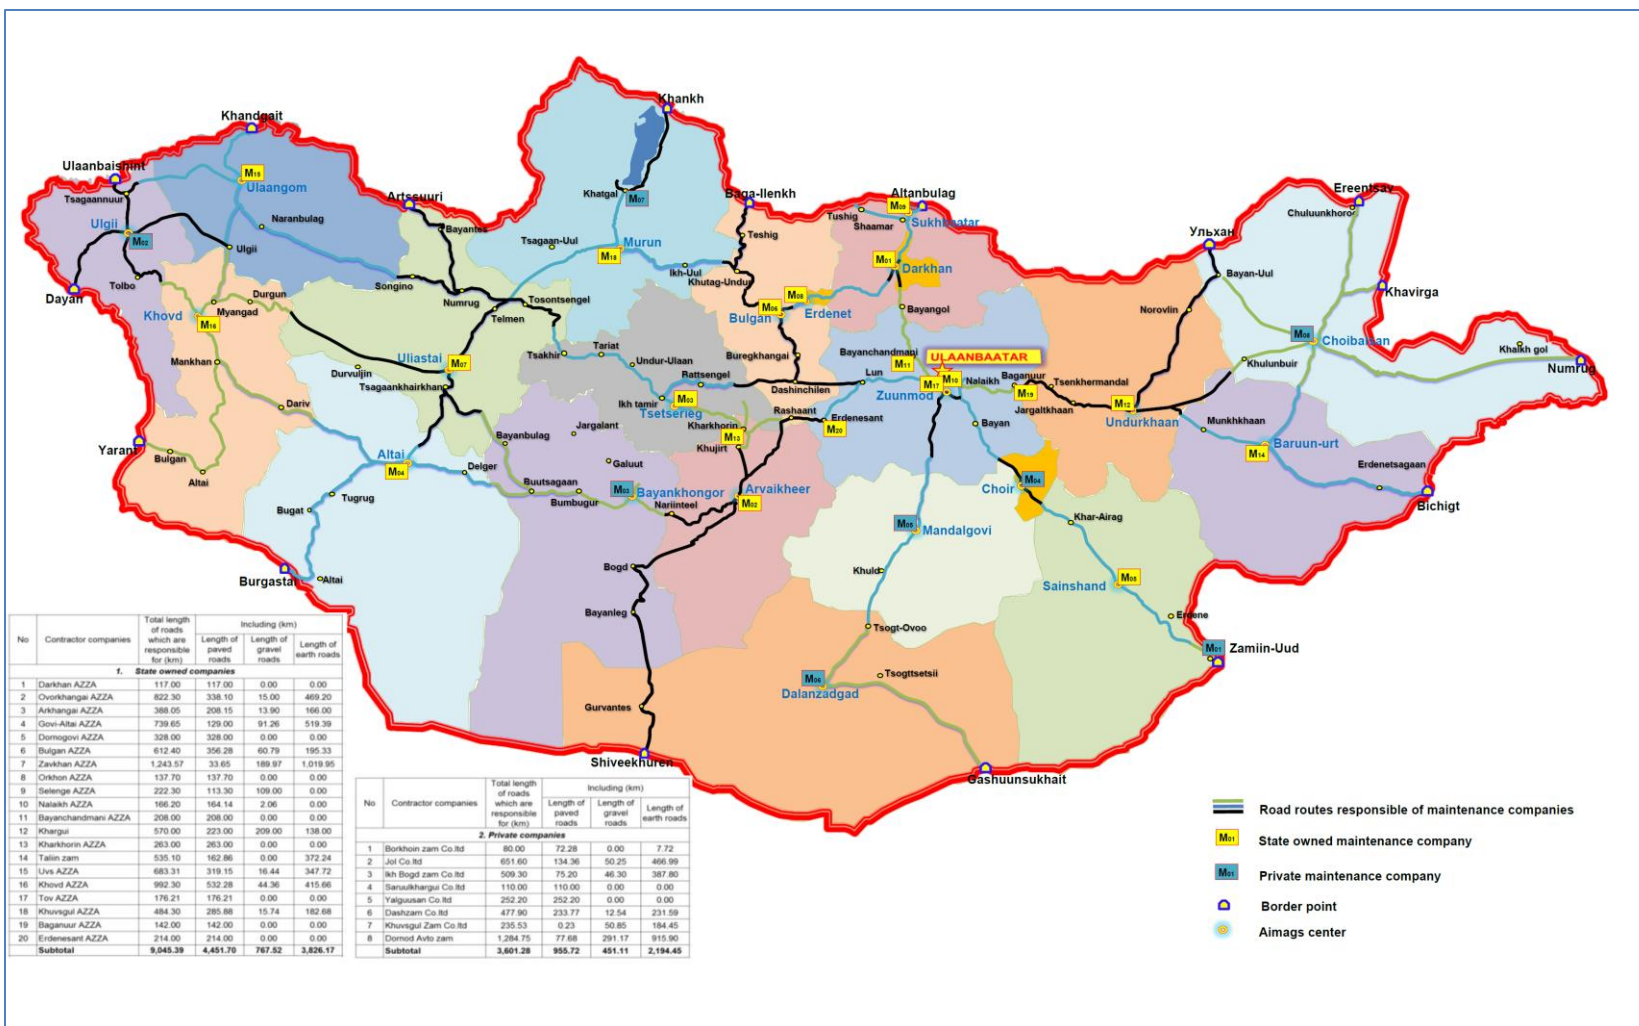 Khankh
Khandgait
Ulaanbaishint
M15
Ulaangom
Tsagaannuur
Artssuuri
Khatgal
M07
Baga-Ilenkh
Altanbulag
M09
Tushig
Sukhbaatar
Shaamar
Ereentsav
Chuluunkhoroo
Ulgii
M02
Naranbulag
Bayantes
Tsagaan-Uul
Murun
M18
Teshig
Ульхан
Ulgii
Ikh-Uul
Khutag-Undur
M01
Darkhan
Bayan-Uul
Dayan
Tolbo
Durgun
Songino
Numrug
Tosontsengel
Khavirga
Khovd
M16
Myangad
Telmen
M06
M08
Bulgan
Erdenet
Bayangol
Norovlin
M08
Choibalsan
Mankhan
Uliastai
M07
Tsakhir
Tariat
Undur-Ulaan
Buregkhangai
Bayanchandmani
M11
ULAANBAATAR
Khulunbuir
Khalkh gol
Numrug
Durvuljin
Tsagaankhairkhan
Rattsengel
Dashinchilen
Lun
M17
M10
Nalaikh
Baganuur
M19
Tsenkhermandal
Zuunmod
Jargaltkhaan
M12
Undurkhaan
Dariv
Ikh tamir
M03
Tsetserleg
Rashaant
Erdenesant
M20
Bayan
Munkhkhaan
Yarant
Bulgan
Altai
Altai
M04
Bayanbulag
Jargalant
Kharkhorin
M13
Khujirt
Baruun-urt
M14
Delger
Galuut
M04
Choir
Erdenetsagaan
Bichigt
Tugrug
Bugat
Buutsagaan
Bumbugur
M03
Bayankhongor
Nariinteel
Arvaikheer
M02
M05
Mandalgovi
Khar-Airag
Burgastai
Altai
Bogd
Khuld
Sainshand
M05
Bayanleg
Tsogt-Ovoo
Erdene
M01
Zamiin-Uud
M06
Dalanzadgad
Tsogttsetsii
Gurvantes
Shiveekhuren
Gashuunsukhait
No Contractor companies Total length of roads which are responsible for (km) Including (km)
Length of paved roads Length of gravel roads Length of earth roads
1. State owned companies
1 Darkhan AZZA 117.00 117.00 0.00 0.00
2 Ovorkhangai AZZA 822.30 338.10 15.00 469.20
3 Arkhangai AZZA 388.05 208.15 13.90 166.00
4 Govi-Altai AZZA 739.65 129.00 91.26 519.39
5 Dornogovi AZZA 328.00 328.00 0.00 0.00
6 Bulgan AZZA 612.40 356.28 60.79 195.33
7 Zavkhan AZZA 1,243.57 33.65 189.97 1,019.95
8 Orkhon AZZA 137.70 137.70 0.00 0.00
9 Selenge AZZA 222.30 113.30 109.00 0.00
10 Nalaikh AZZA 166.20 164.14 2.06 0.00
11 Bayanchandmani AZZA 208.00 208.00 0.00 0.00
12 Khargui 570.00 223.00 209.00 138.00
13 Kharkhorin AZZA 263.00 263.00 0.00 0.00
14 Taliin zam 535.10 162.86 0.00 372.24
15 Uvs AZZA 683.31 319.15 16.44 347.72
16 Khovd AZZA 992.30 532.28 44.36 415.66
17 Tov AZZA 176.21 176.21 0.00 0.00
18 Khuvsgul AZZA 484.30 285.88 15.74 182.68
19 Baganuur AZZA 142.00 142.00 0.00 0.00
20 Erdenesant AZZA 214.00 214.00 0.00 0.00
Subtotal 9,045.39 4,451.70 767.52 3,826.17
No Contractor companies Total length of roads which are responsible for (km) Including (km)
Length of paved roads Length of gravel roads Length of earth roads
2. Private companies
1 Borkhoin zam Co.ltd 80.00 72.28 0.00 7.72
2 Jol Co.ltd 651.60 134.36 50.25 466.99
3 Ikh Bogd zam Co.ltd 509.30 75.20 46.30 387.80
4 Saruulkhargui Co.ltd 110.00 110.00 0.00 0.00
5 Yalguusan Co.ltd 252.20 252.20 0.00 0.00
6 Dashzam Co.ltd 477.90 233.77 12.54 231.59
7 Khuvsgul Zam Co.ltd 235.53 0.23 50.85 184.45
8 Dornod Avto zam 1,284.75 77.68 291.17 915.90
Subtotal 3,601.28 955.72 451.11 2,194.45
Road routes responsible of maintenance companies
M01 State owned maintenance company
M01 Private maintenance company
Border point
Aimags center